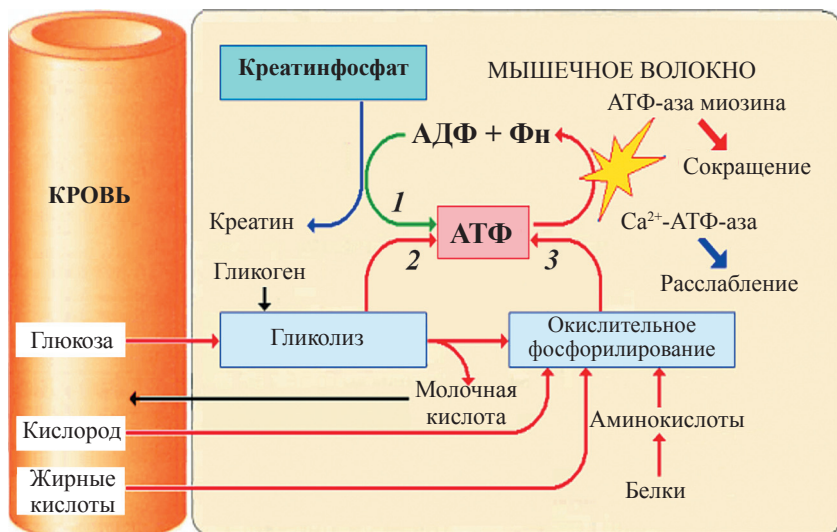 Креатинфосфат
МЫШЕЧНОЕ ВОЛОКНО
АТФ-аза миозина
АДФ + Фн
Сокращение
КРОВЬ
1
Креатин
АТФ
Ca²⁺-АТФ-аза
2
3
Гликоген
Расслабление
Глюкоза
Гликолиз
Окислительное
фосфорилирование
Молочная
кислота
Кислород
Аминокислоты
Жирные
кислоты
Белки